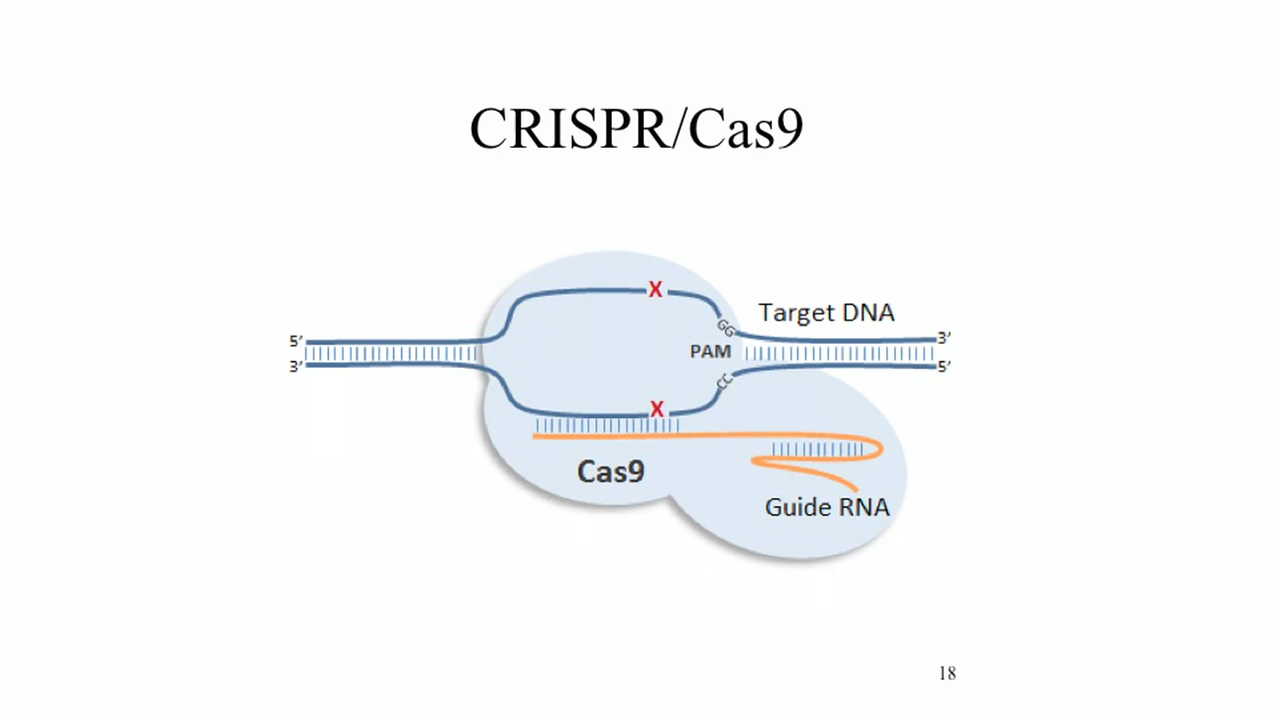 CRISPR/Cas9
X
Target DNA
GG
5’
3’
PAM
3’
5’
CC
X
Cas9
Guide RNA
18